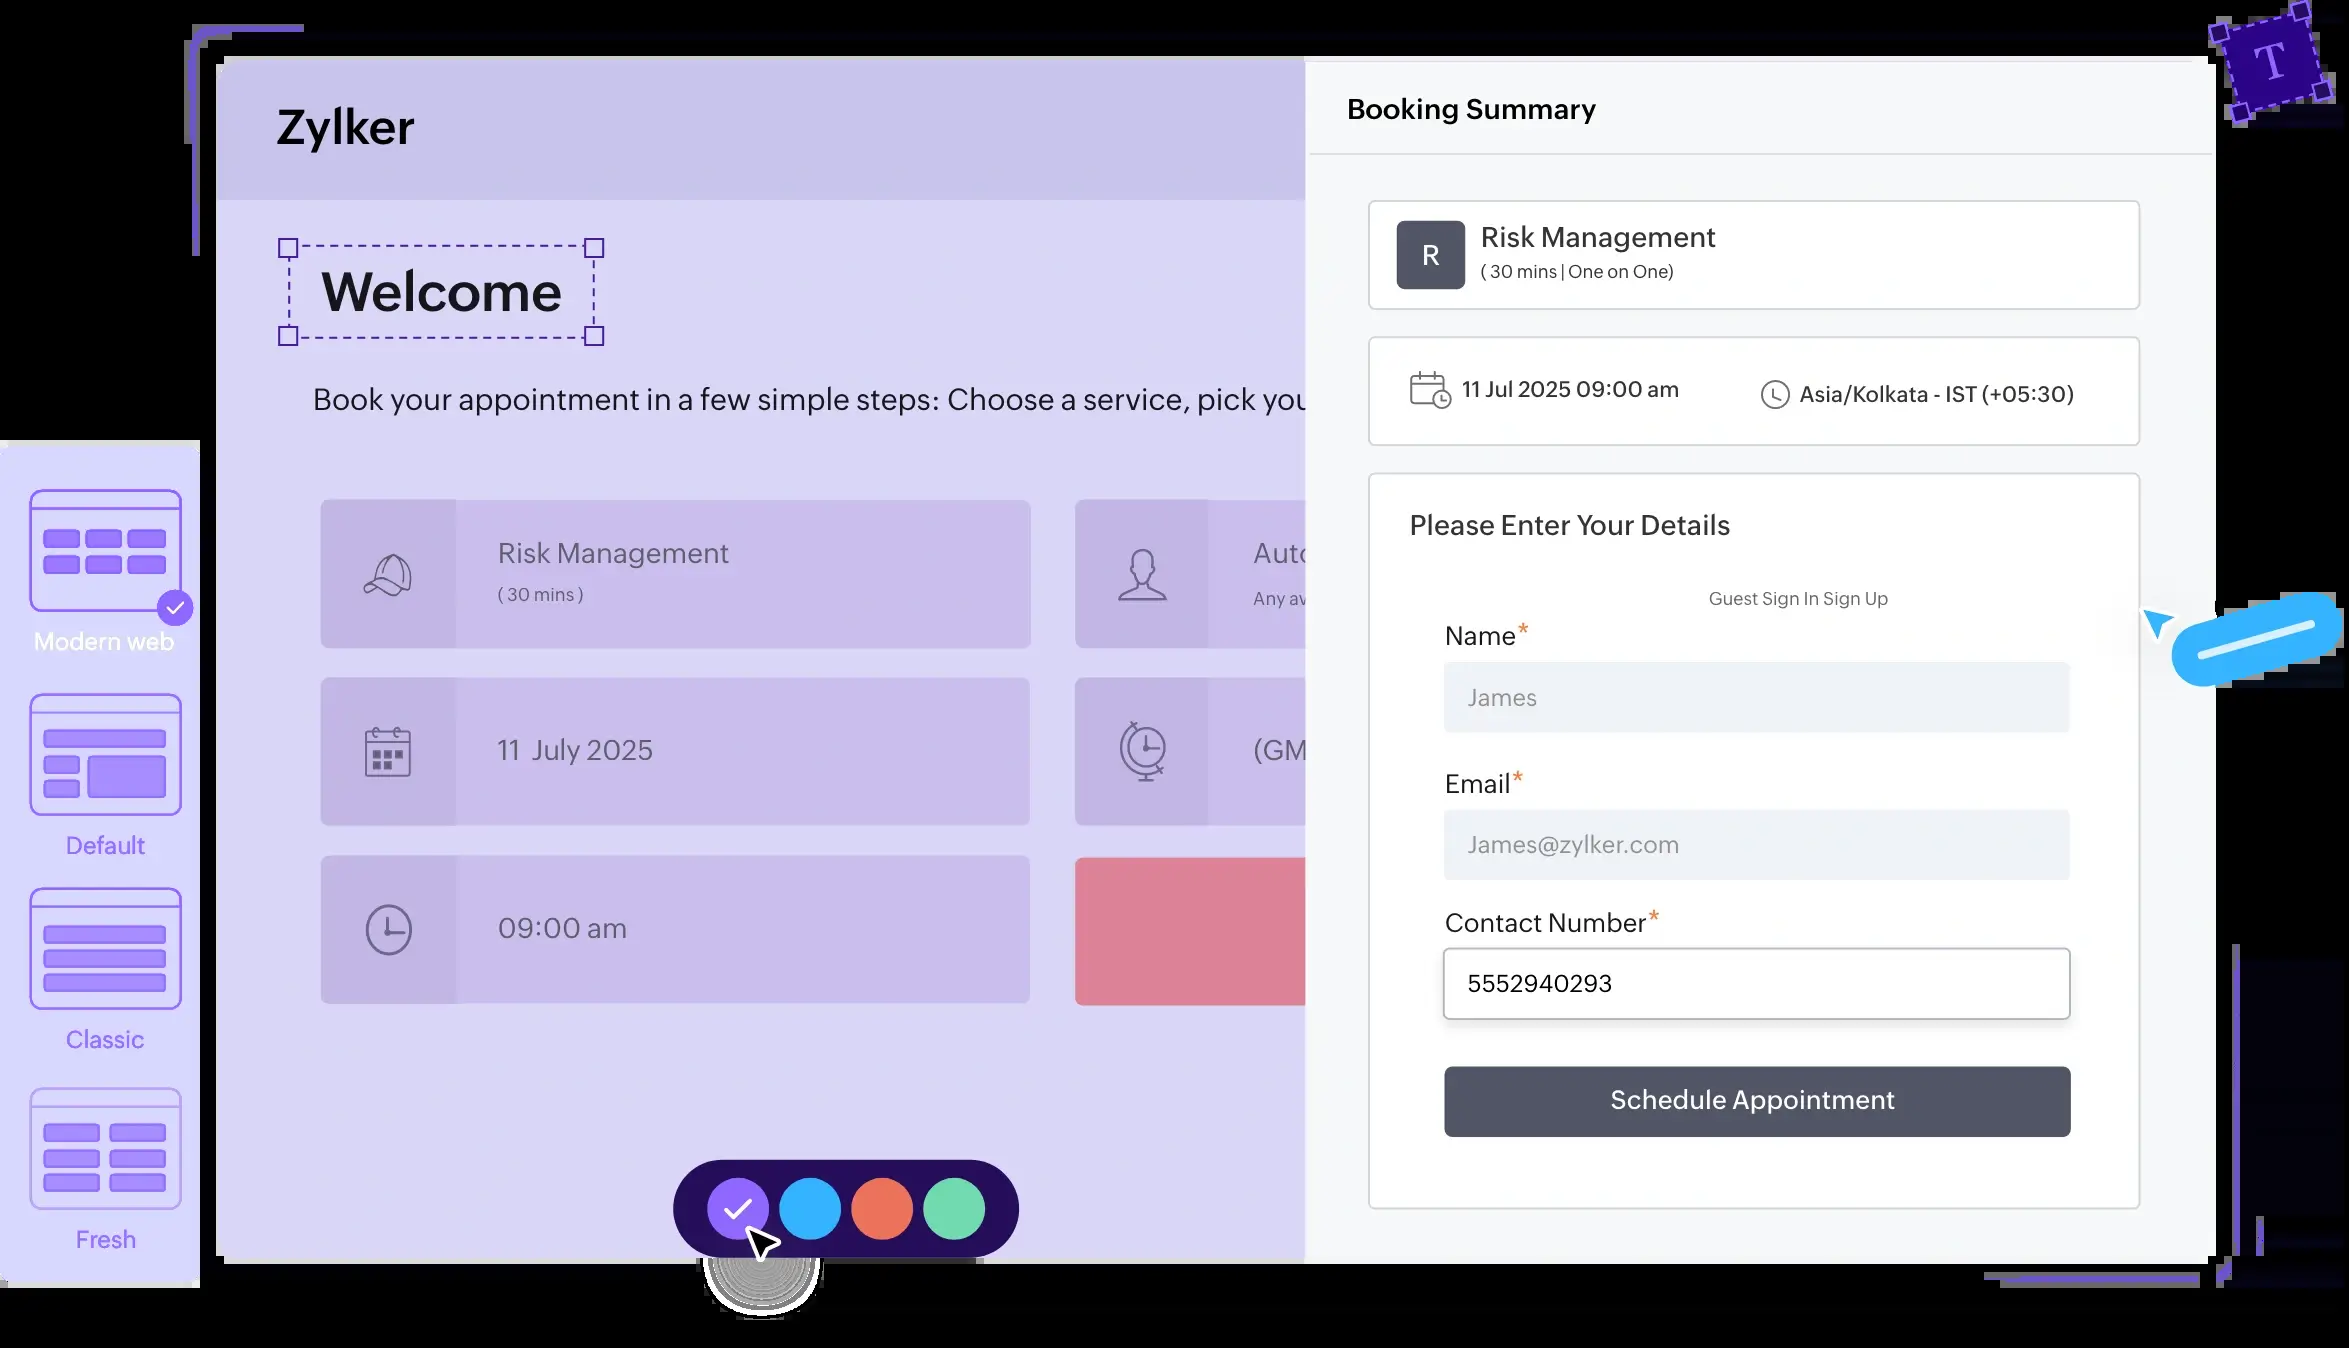 T
Zylker
Welcome
Book your appointment in a few simple steps: Choose a service, pick you
Risk Management
( 30 mins )
Auto
Any av
11 July 2025
(GM
09:00 am
Modern web
Default
Classic
Fresh
Booking Summary
R
Risk Management
( 30 mins | One on One)
11 Jul 2025 09:00 am
Asia/Kolkata - IST (+05:30)
Please Enter Your Details
Guest Sign In Sign Up
Name*
James
Email*
James@zylker.com
Contact Number*
5552940293
Schedule Appointment